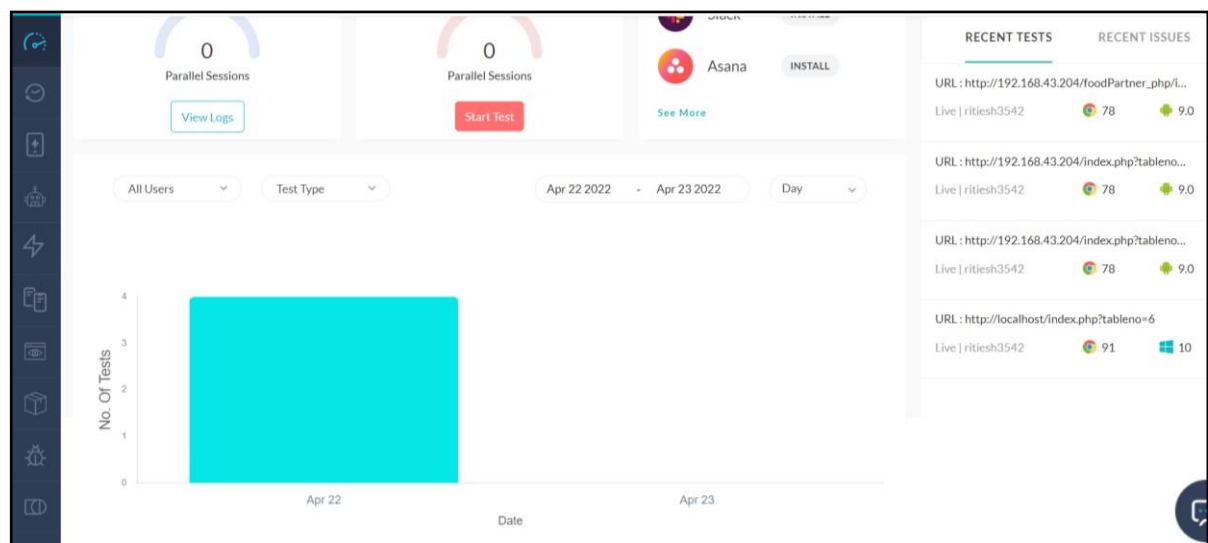 0
Parallel Sessions
View Logs
0
Parallel Sessions
Start Test
Asana INSTALL
See More
All Users Test Type Apr 22 2022 - Apr 23 2022 Day
4
3
2
1
0
No. Of Tests
Apr 22 Apr 23
Date
RECENT TESTS RECENT ISSUES
URL : http://192.168.43.204/foodPartner_php/i...
Live | ritiesh3542 78 9.0
URL : http://192.168.43.204/index.php?tableno...
Live | ritiesh3542 78 9.0
URL : http://192.168.43.204/index.php?tableno...
Live | ritiesh3542 78 9.0
URL : http://localhost/index.php?tableno=6
Live | ritiesh3542 91 10